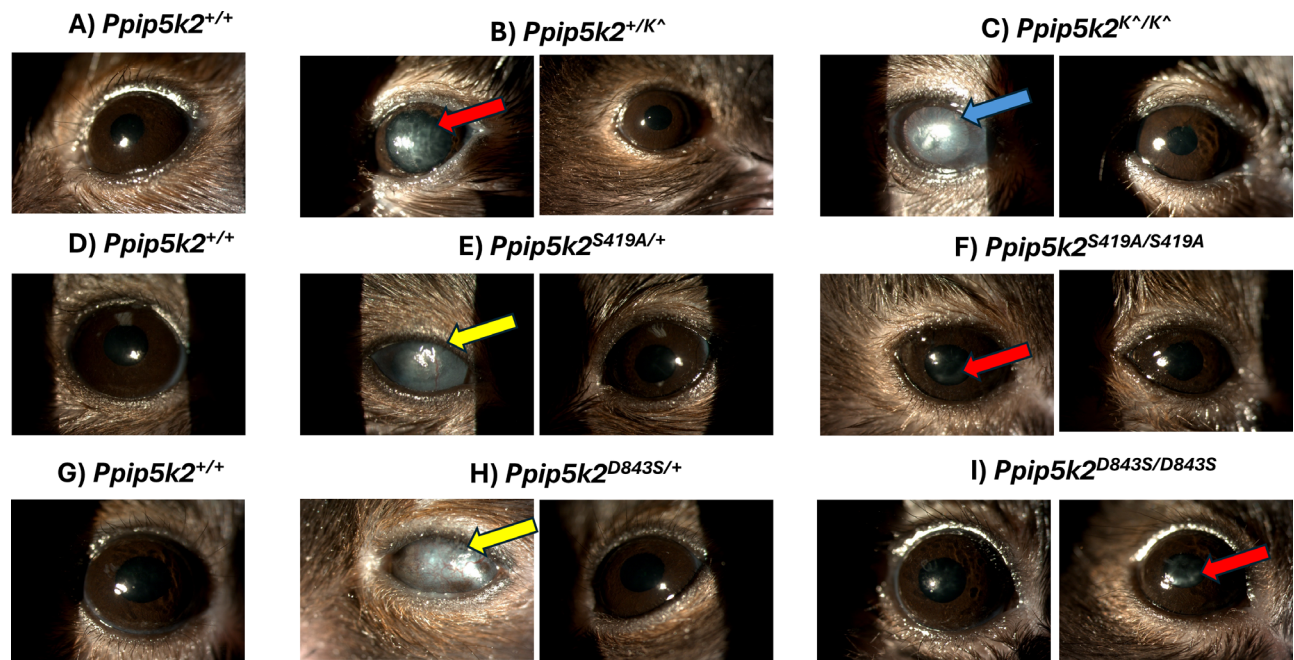 A) Ppip5k2+/+
B) Ppip5k2+/K^
C) Ppip5k2K^/K^
D) Ppip5k2+/+
E) Ppip5k2S419A/+
F) Ppip5k2S419A/S419A
G) Ppip5k2+/+
H) Ppip5k2D843S/+
I) Ppip5k2D843S/D843S